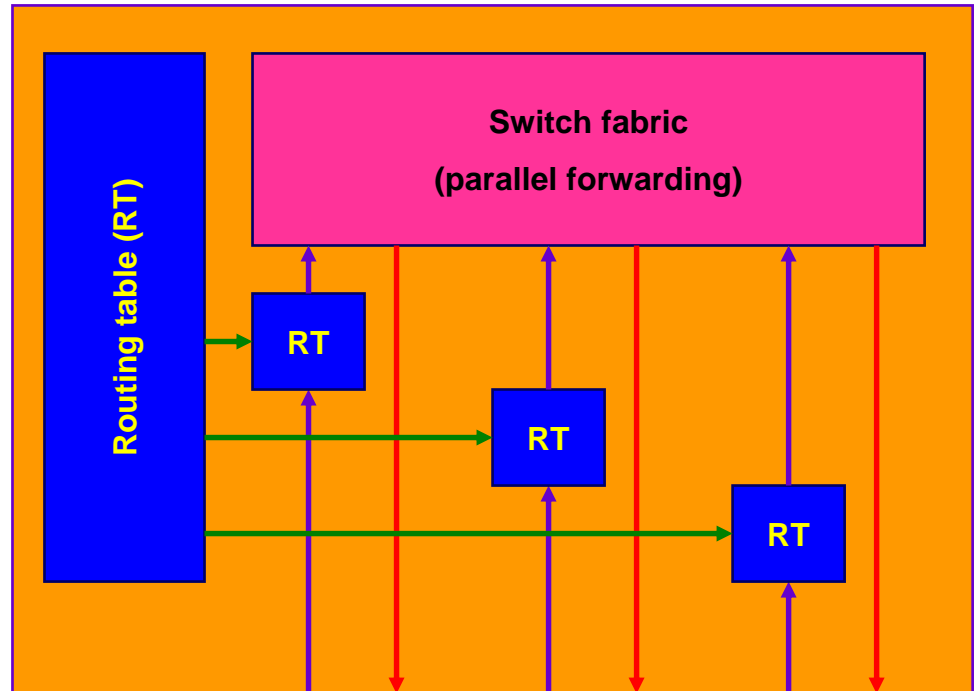 Routing table (RT)
Switch fabric
(parallel forwarding)
RT
RT
RT